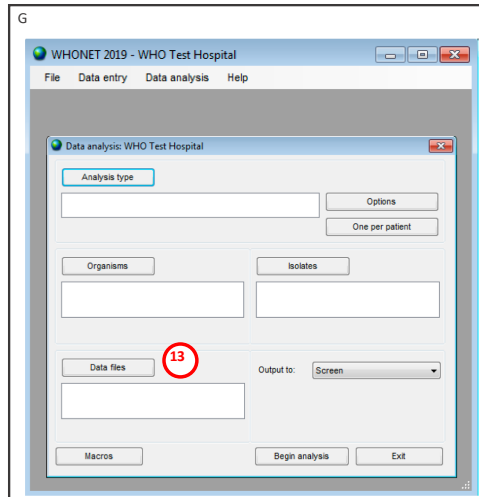 G
WHONET 2019 - WHO Test Hospital
File Data entry Data analysis Help
Data analysis: WHO Test Hospital
Analysis type
Options
One per patient
Organisms Isolates
Data files 13 Output to: Screen
Macros Begin analysis Exit